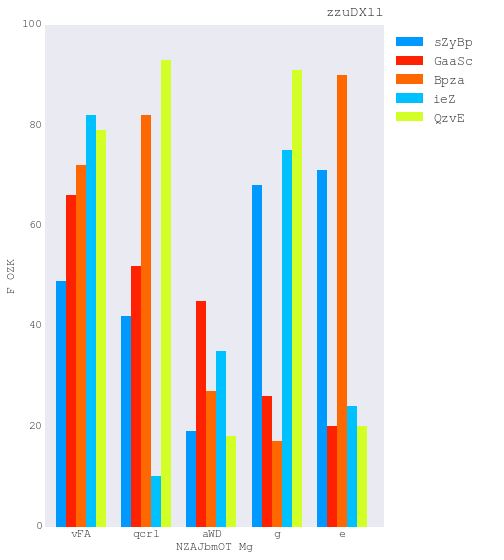 zzuDX11
100
80
60
40
20
0
F OZK
vFA
qcr1
aWD
g
e
NZAJbmOT Mg
sZyBp
GaaSc
Bpza
ieZ
QzvE